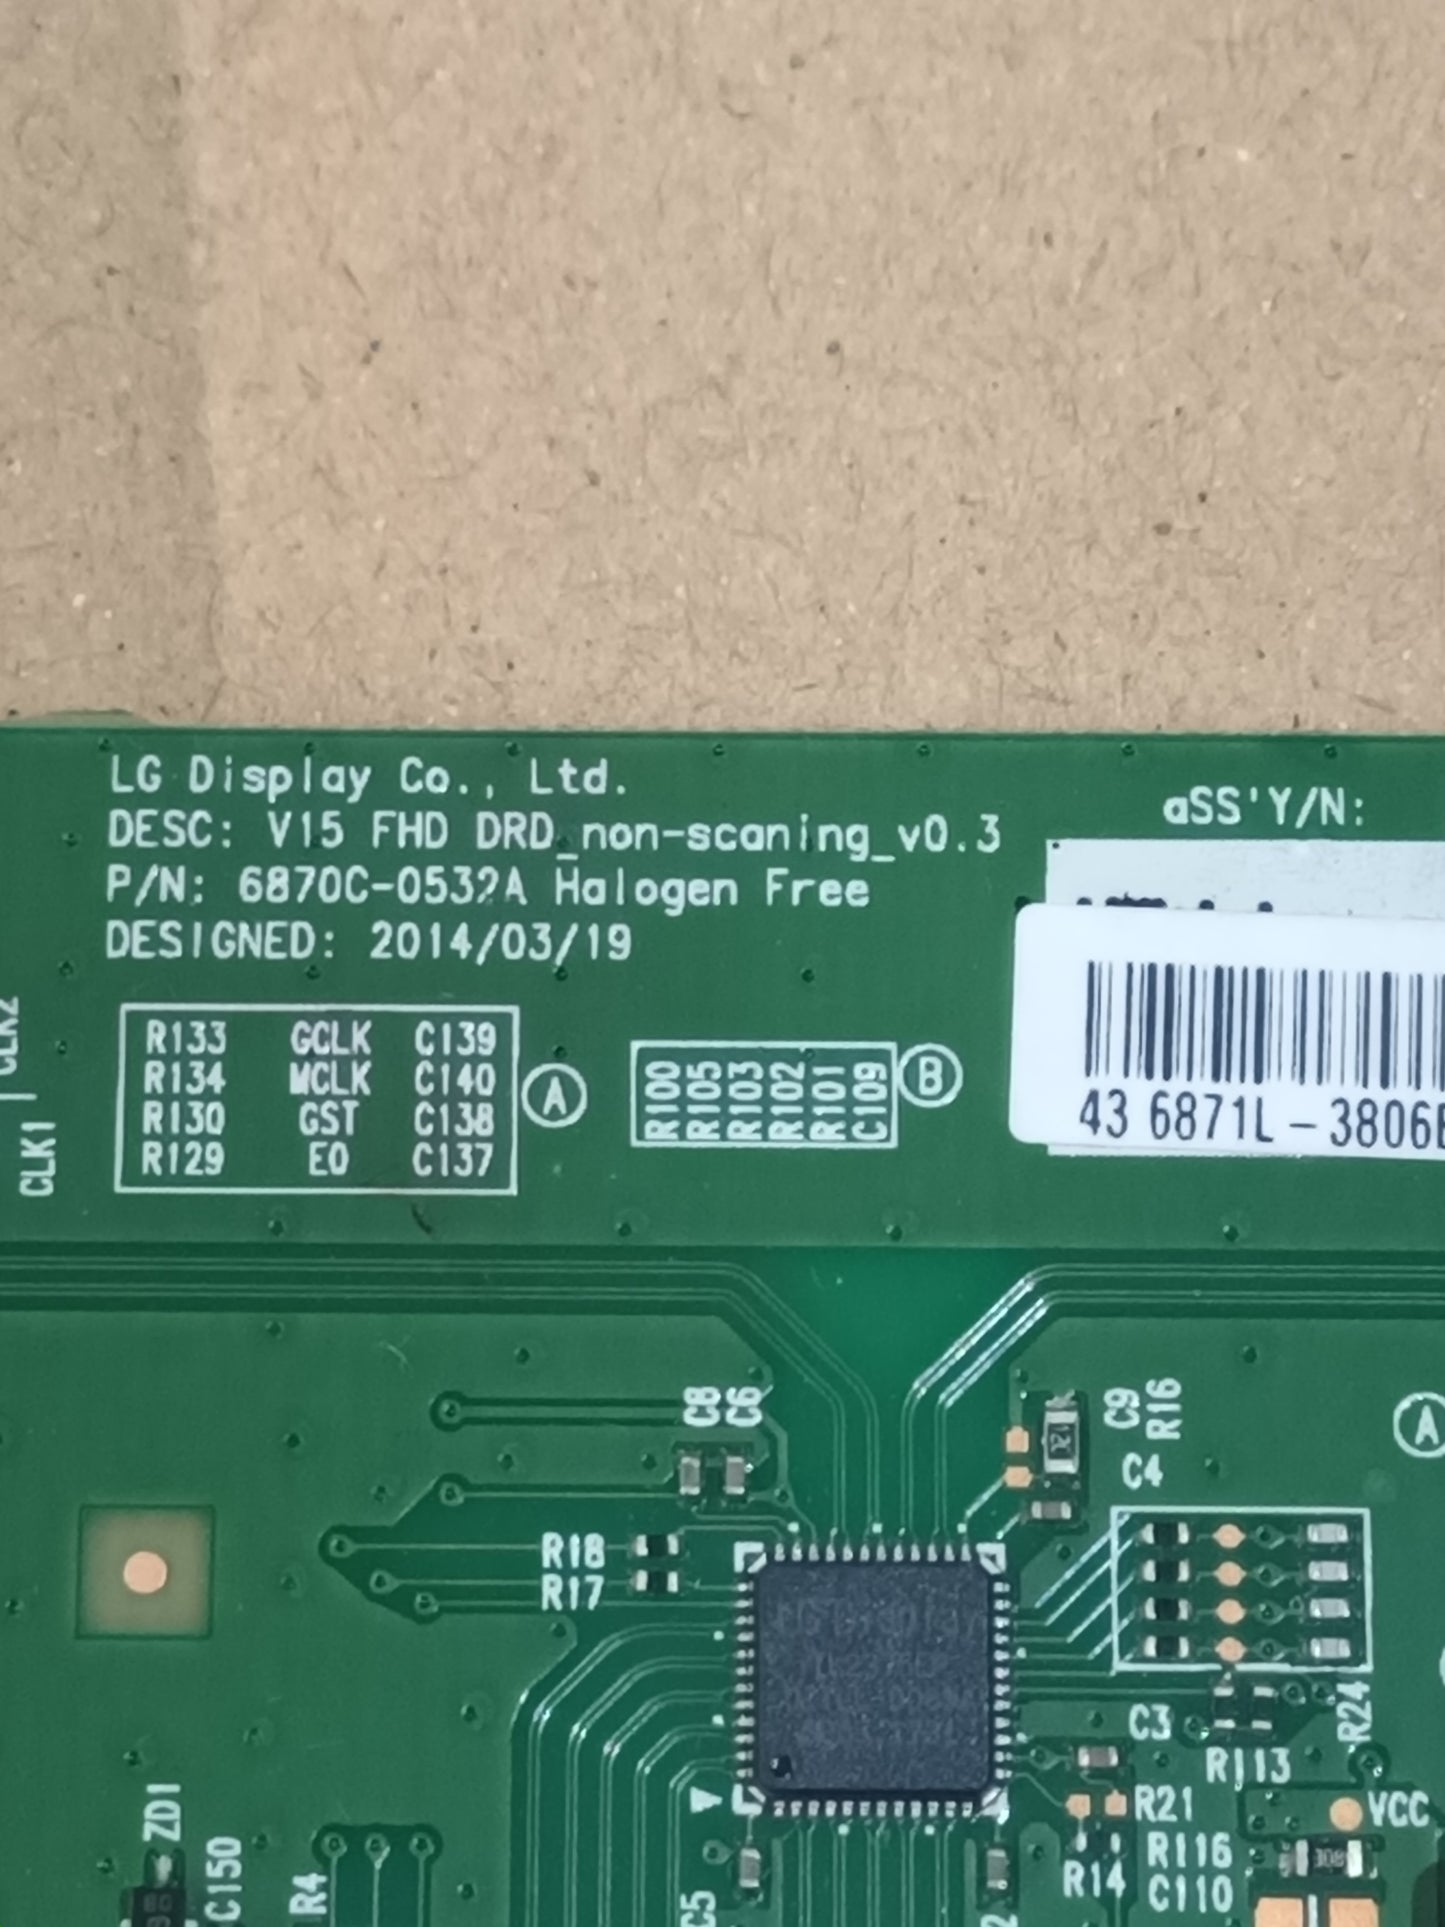 LG Display Co., Ltd.
DESC: V15 FHD DRD_non-scaning_v0.3
P/N: 6870C-0532A Halogen Free
DESIGNED: 2014/03/19
aSS'Y/N:
43 6871L-3806
R133 GCLK C139
R134 MCLK C140
R130 GST C138
R129 EO C137
A
R100
R105
R103
R102
R101
C109
B
CLK2
CLK1
C8
C6
C9
R16
C4
A
R18
R17
C3
R113
R24
R21
VCC
R116
R14
C110
ZD1
C150
R4
C5